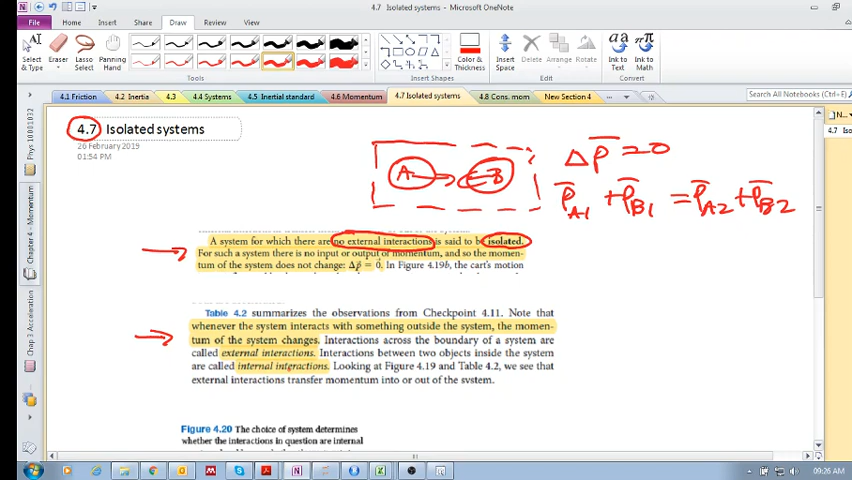 4.7 Isolated systems - Microsoft OneNote
File Home Insert Draw Review View
Select & Type Eraser Lasso Select Panning Hand Color & Thickness Insert Space Delete Arrange Rotate Ink to Text Ink to Math
Tools Insert Shapes Edit Convert
4.1 Friction 4.2 Inertia 4.3 4.4 Systems 4.5 Inertial standard 4.6 Momentum 4.7 Isolated systems 4.8 Cons. mom New Section 4 Search All Notebooks (Ctrl+E)
4.7 Isolated systems
26 February 2019
01:54 PM
A B
Δp̅ = 0
p̅A1 + p̅B1 = p̅A2 + p̅B2
A system for which there are no external interactions is said to be isolated.
For such a system there is no input or output of momentum, and so the momen-
tum of the system does not change: Δp⃗ = 0⃗. In Figure 4.19b, the cart's motion
Table 4.2 summarizes the observations from Checkpoint 4.11. Note that
whenever the system interacts with something outside the system, the momen-
tum of the system changes. Interactions across the boundary of a system are
called external interactions. Interactions between two objects inside the system
are called internal interactions. Looking at Figure 4.19 and Table 4.2, we see that
external interactions transfer momentum into or out of the system.
Figure 4.20 The choice of system determines
whether the interactions in question are internal
Physic 10081032
Chapter 4 - Momentum
Chap 3 Acceleration
09:26 AM